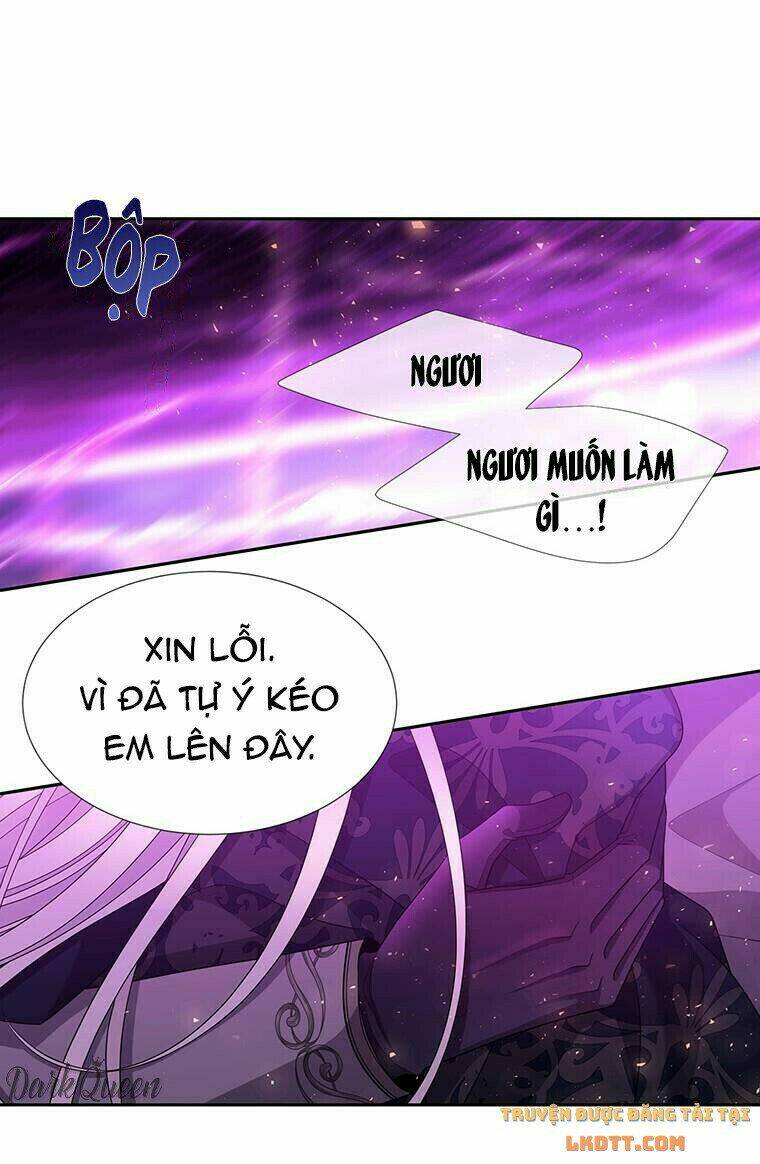 BỘP
NGƯƠI
NGƯƠI MUỐN LÀM
GÌ...!
XIN LỖI.
VÌ ĐÃ TỰ Ý KÉO
EM LÊN ĐÂY.
DarkQueen
TRUYỆN ĐƯỢC ĐĂNG TẢI TẠI
LKDTT.COM